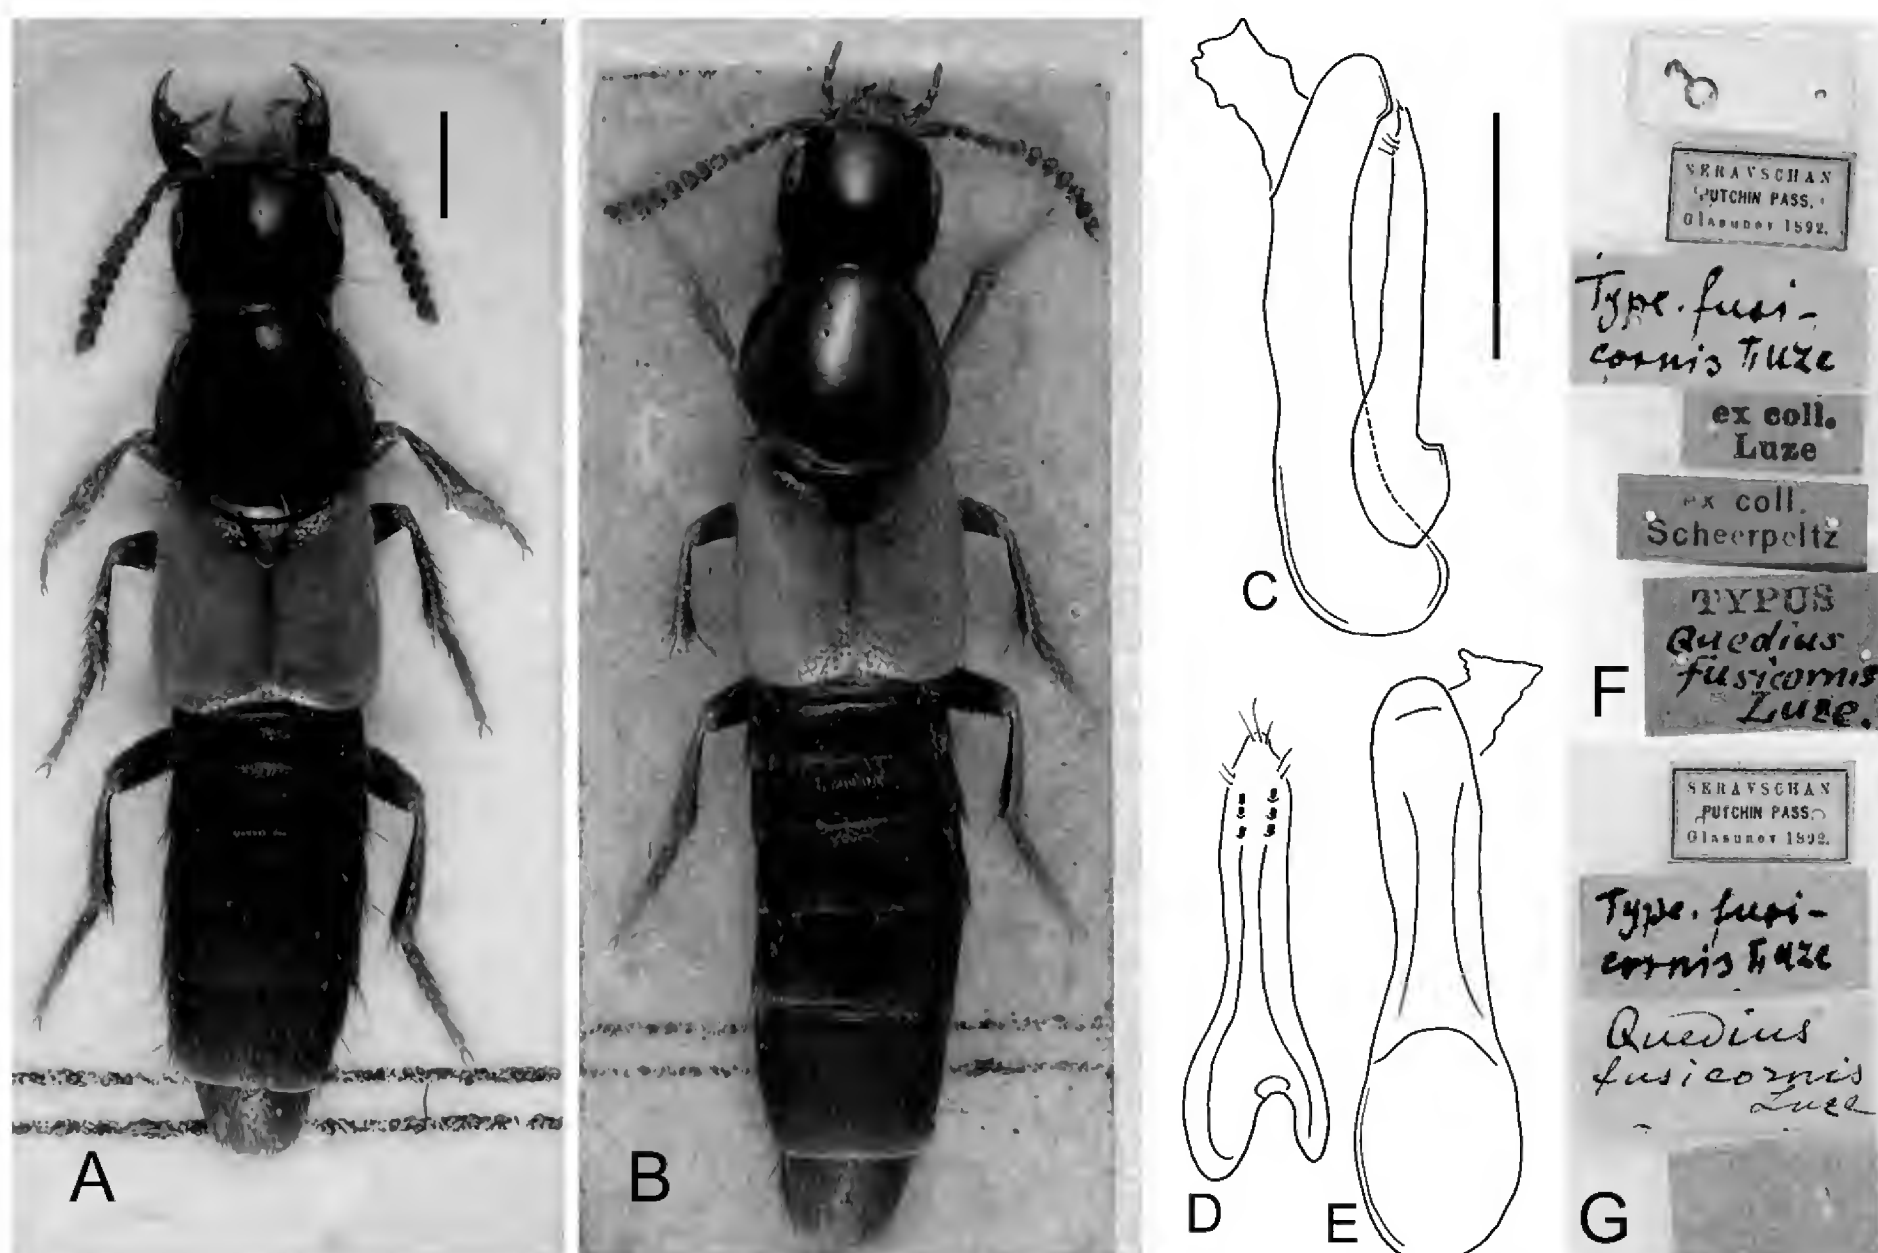 A
B
C
D
E
SERAVSCHAN
PUTCHIN PASS.
Glasunov 1892.
Type. fusi-
cornis Luze
ex coll.
Luze
ex coll.
Scheerpeltz
TYPUS
Quedius
fusicornis
Luze.
F
SERAVSCHAN
PUTCHIN PASS.
Glasunov 1892.
Type. fusi-
cornis Luze
Quedius
fusicornis
Luze
G